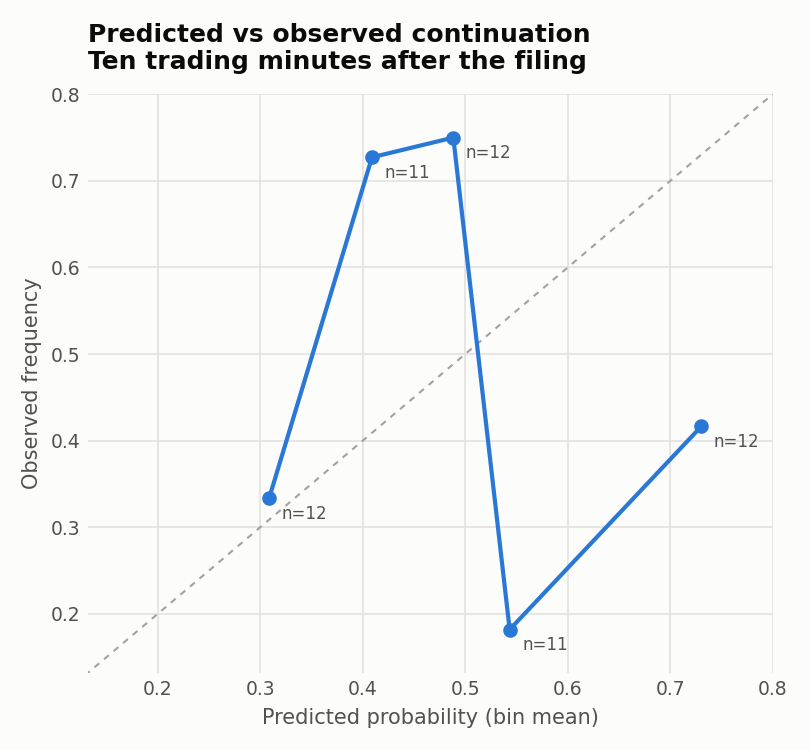 Predicted vs observed continuation
Ten trading minutes after the filing
Observed frequency
0.8
0.7
0.6
0.5
0.4
0.3
0.2
n=12
n=11
n=12
n=11
n=12
0.2
0.3
0.4
0.5
0.6
0.7
0.8
Predicted probability (bin mean)